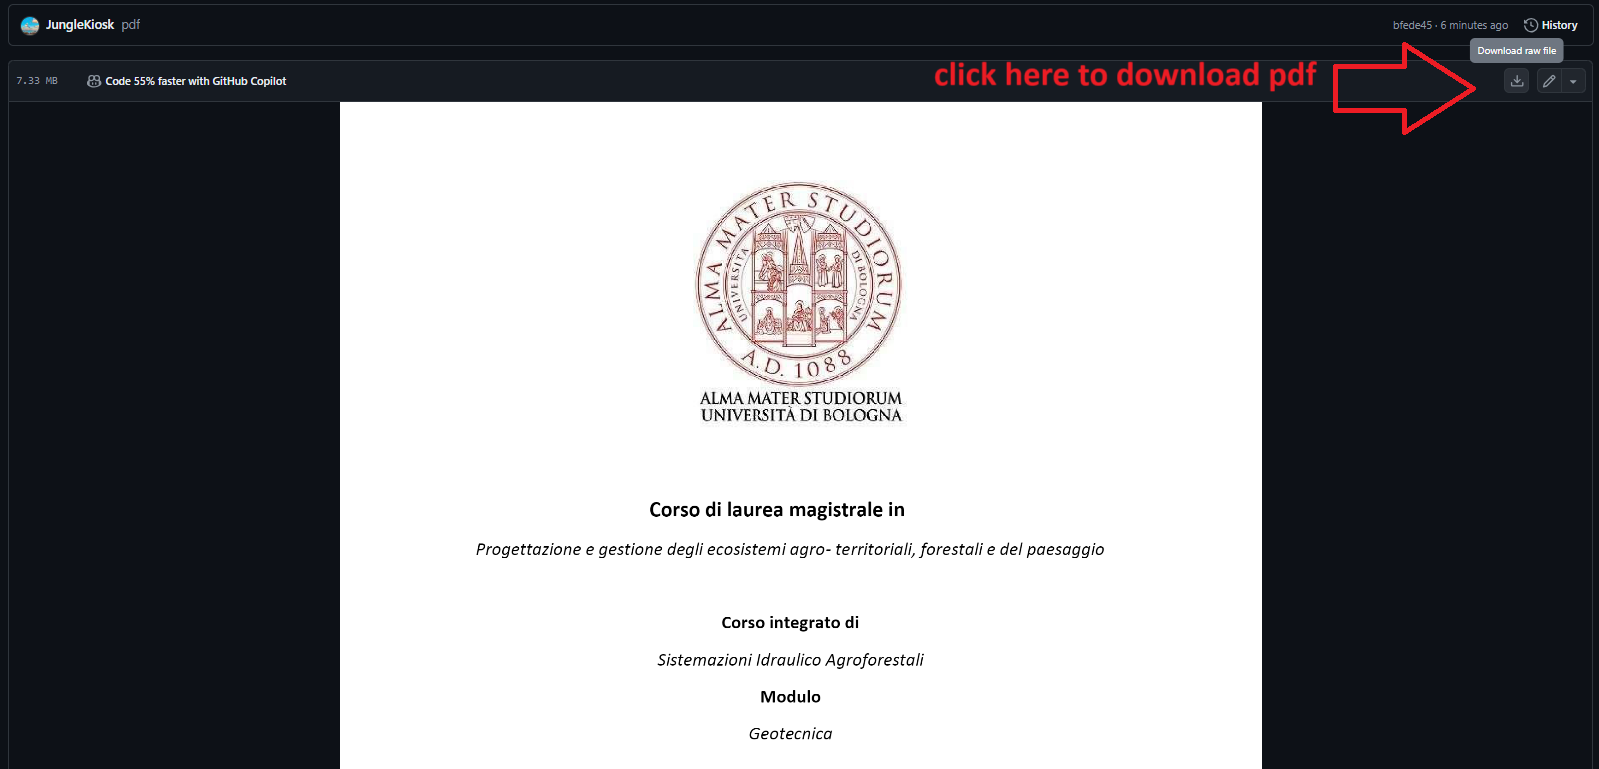 JungleKiosk pdf
bfede45 · 6 minutes ago History
Download raw file
7.33 MB Code 55% faster with GitHub Copilot
click here to download pdf
ALMA MATER STUDIORUM
UNIVERSITÀ DI BOLOGNA
A.D. 1088
ALMA MATER STUDIORUM
UNIVERSITÀ DI BOLOGNA
Corso di laurea magistrale in
Progettazione e gestione degli ecosistemi agro- territoriali, forestali e del paesaggio
Corso integrato di
Sistemazioni Idraulico Agroforestali
Modulo
Geotecnica